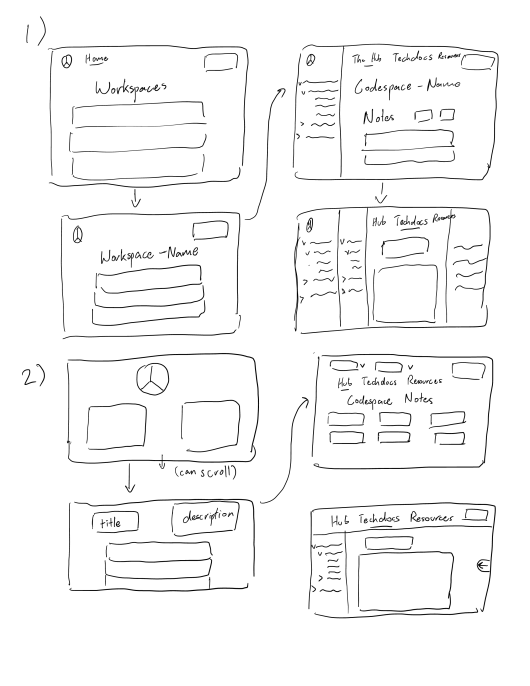 1)
Home
Workspaces
Workspace - Name
The Hub Techdocs Resources
Codespace - Name
Notes
Hub Techdocs Resources
2)
(can scroll)
title
description
Hub Techdocs Resources
Codespace Notes
Hub Techdocs Resources